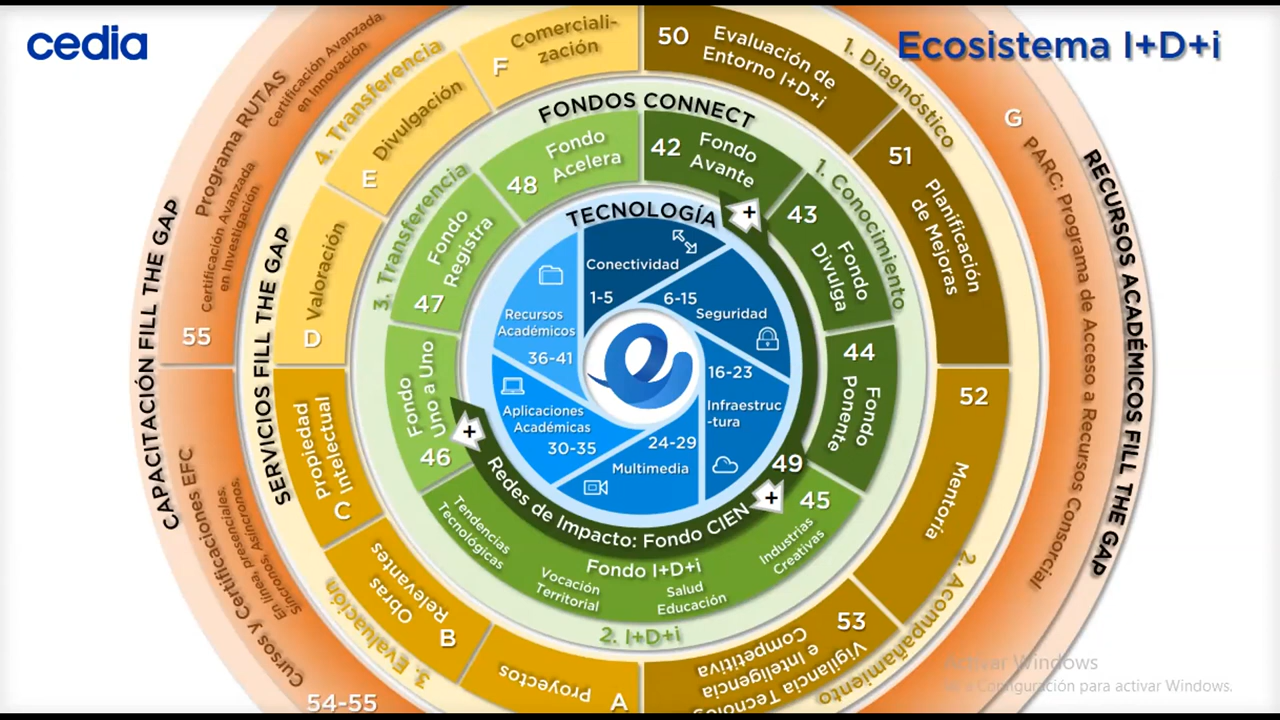 cedia
Ecosistema I+D+i
CAPACITACIÓN FILL THE GAP
Programa RUTAS
Certificación Avanzada
en Innovación
Certificación Avanzada
en Investigación
55
Cursos y Certificaciones EFC
En línea, presenciales,
Síncronos, Asíncronos.
54-55
RECURSOS ACADÉMICOS FILL THE GAP
G
PARC: Programa de Acceso a Recursos Consorcial
SERVICIOS FILL THE GAP
1. Diagnóstico
50
Evaluación de
Entorno I+D+i
51
Planificación
de Mejoras
2. Acompañamiento
52
Mentoría
53
Vigilancia Tecnológ
e Inteligencia
Competitiva
3. Evaluación
A
Proyectos
B
Obras
Relevantes
C
Propiedad
Intelectual
4. Transferencia
D
Valoración
E
Divulgación
F
Comerciali-
zación
FONDOS CONNECT
1. Conocimiento
42
Fondo
Avante
43
Fondo
Divulga
44
Fondo
Ponente
2. I+D+i
45
Fondo I+D+i
Industrias
Creativas
Salud
Educación
Vocación
Territorial
Tendencias
Tecnológicas
3. Transferencia
46
Fondo
Uno a Uno
47
Fondo
Registra
48
Fondo
Acelera
49
Redes de Impacto: Fondo CIEN
+
+
+
TECNOLOGÍA
Conectividad
1-5
6-15
Seguridad
16-23
Infraestruc
-tura
24-29
Multimedia
Aplicaciones
Académicas
30-35
Recursos
Académicos
36-41
Activar Windows
Ve a Configuración para activar Windows.